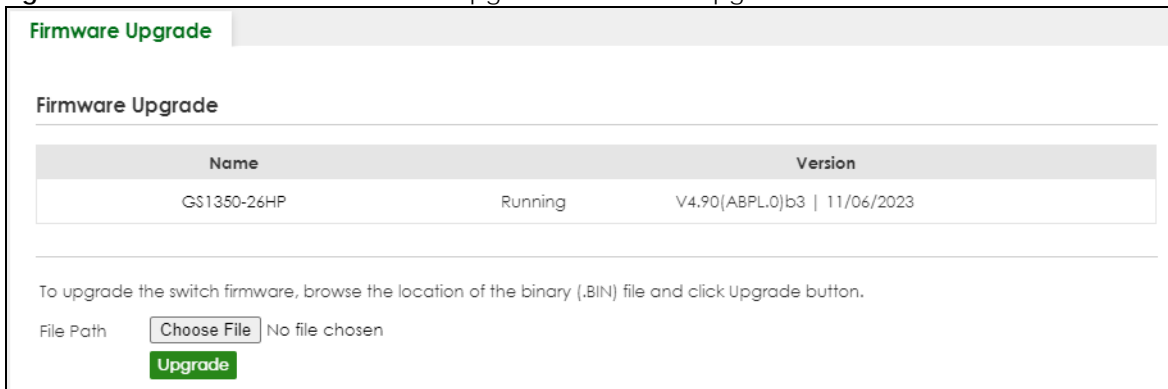 Firmware Upgrade
Firmware Upgrade
Name Version
GS1350-26HP Running V4.90(ABPL.0)b3 | 11/06/2023
To upgrade the switch firmware, browse the location of the binary (.BIN) file and click Upgrade button.
File Path Choose File No file chosen
Upgrade